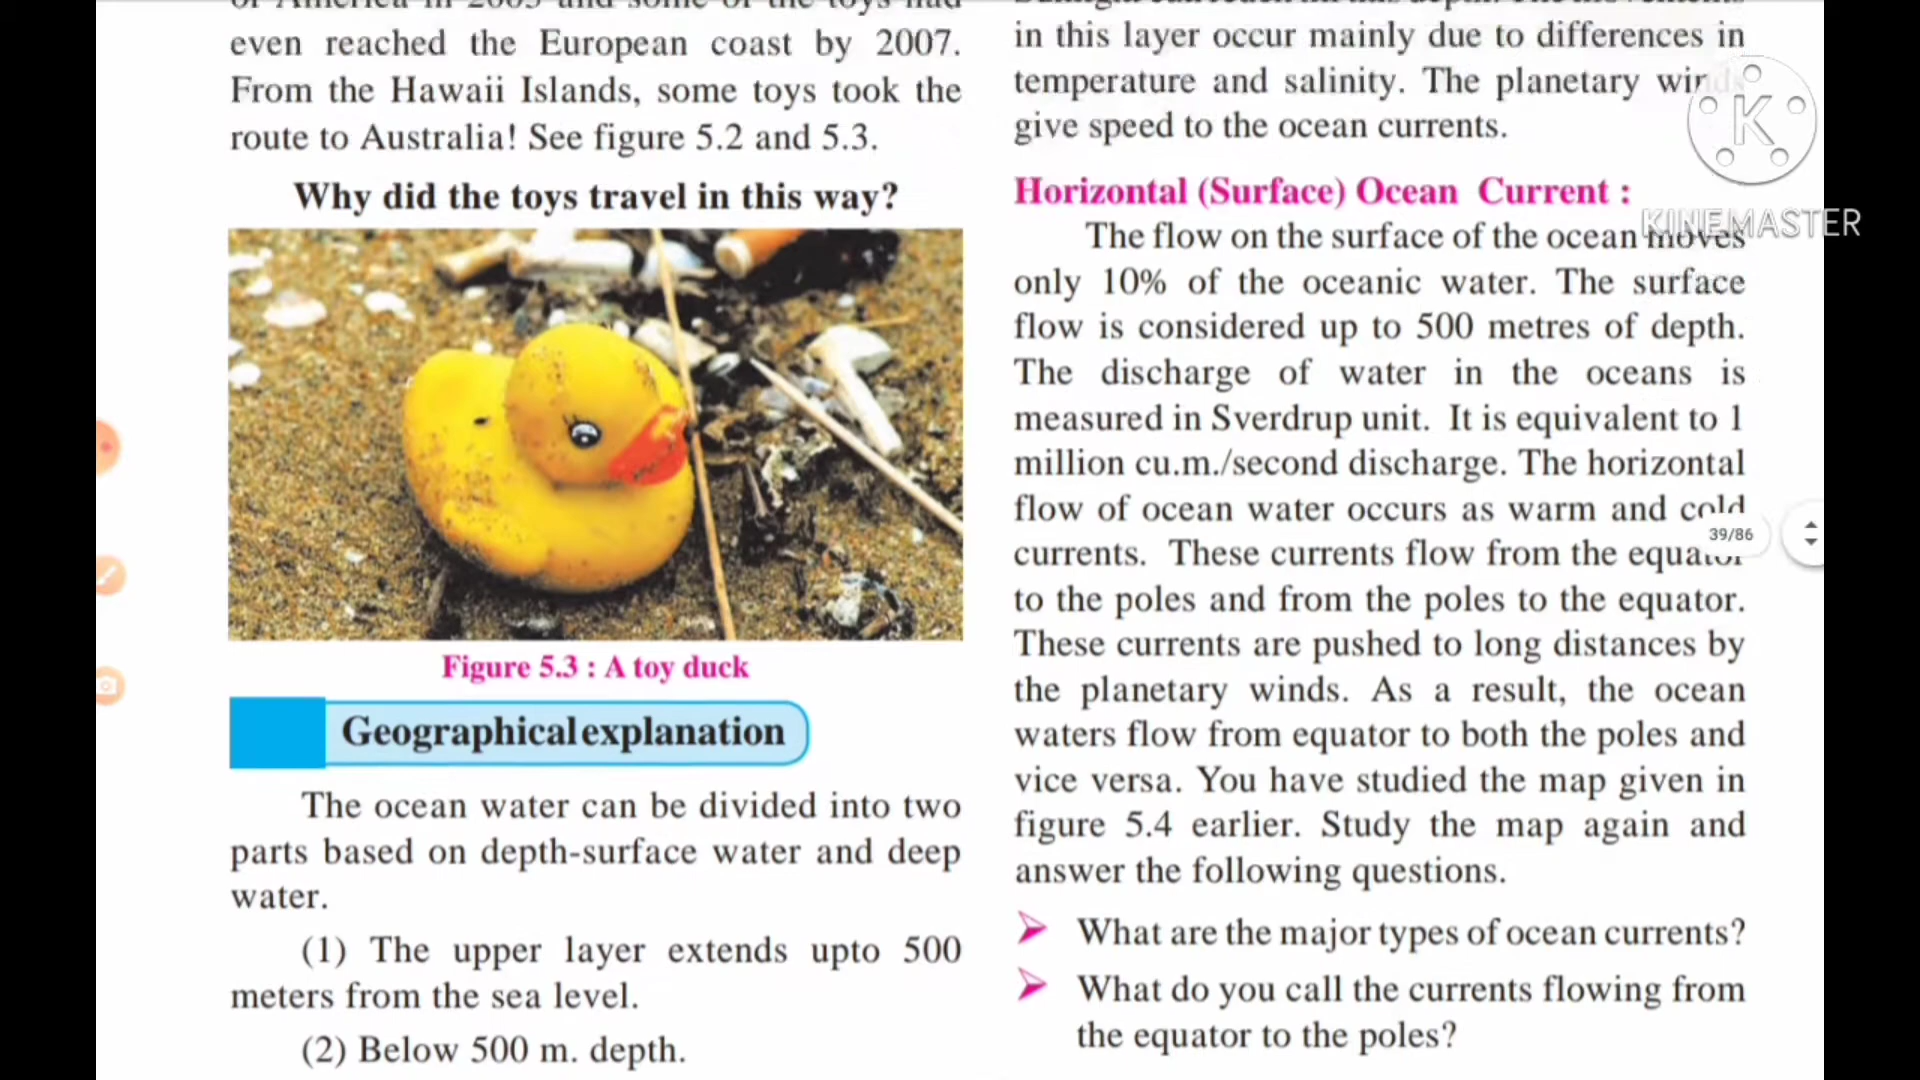 even reached the European coast by 2007.
From the Hawaii Islands, some toys took the
route to Australia! See figure 5.2 and 5.3.
Why did the toys travel in this way?
Figure 5.3 : A toy duck
Geographical explanation
The ocean water can be divided into two
parts based on depth-surface water and deep
water.
(1) The upper layer extends upto 500
meters from the sea level.
(2) Below 500 m. depth.
in this layer occur mainly due to differences in
temperature and salinity. The planetary winds
give speed to the ocean currents.
Horizontal (Surface) Ocean Current :
The flow on the surface of the ocean moves
only 10% of the oceanic water. The surface
flow is considered up to 500 metres of depth.
The discharge of water in the oceans is
measured in Sverdrup unit. It is equivalent to 1
million cu.m./second discharge. The horizontal
flow of ocean water occurs as warm and cold
currents. These currents flow from the equator
to the poles and from the poles to the equator.
These currents are pushed to long distances by
the planetary winds. As a result, the ocean
waters flow from equator to both the poles and
vice versa. You have studied the map given in
figure 5.4 earlier. Study the map again and
answer the following questions.
What are the major types of ocean currents?
What do you call the currents flowing from
the equator to the poles?
K
KINEMASTER
39/86